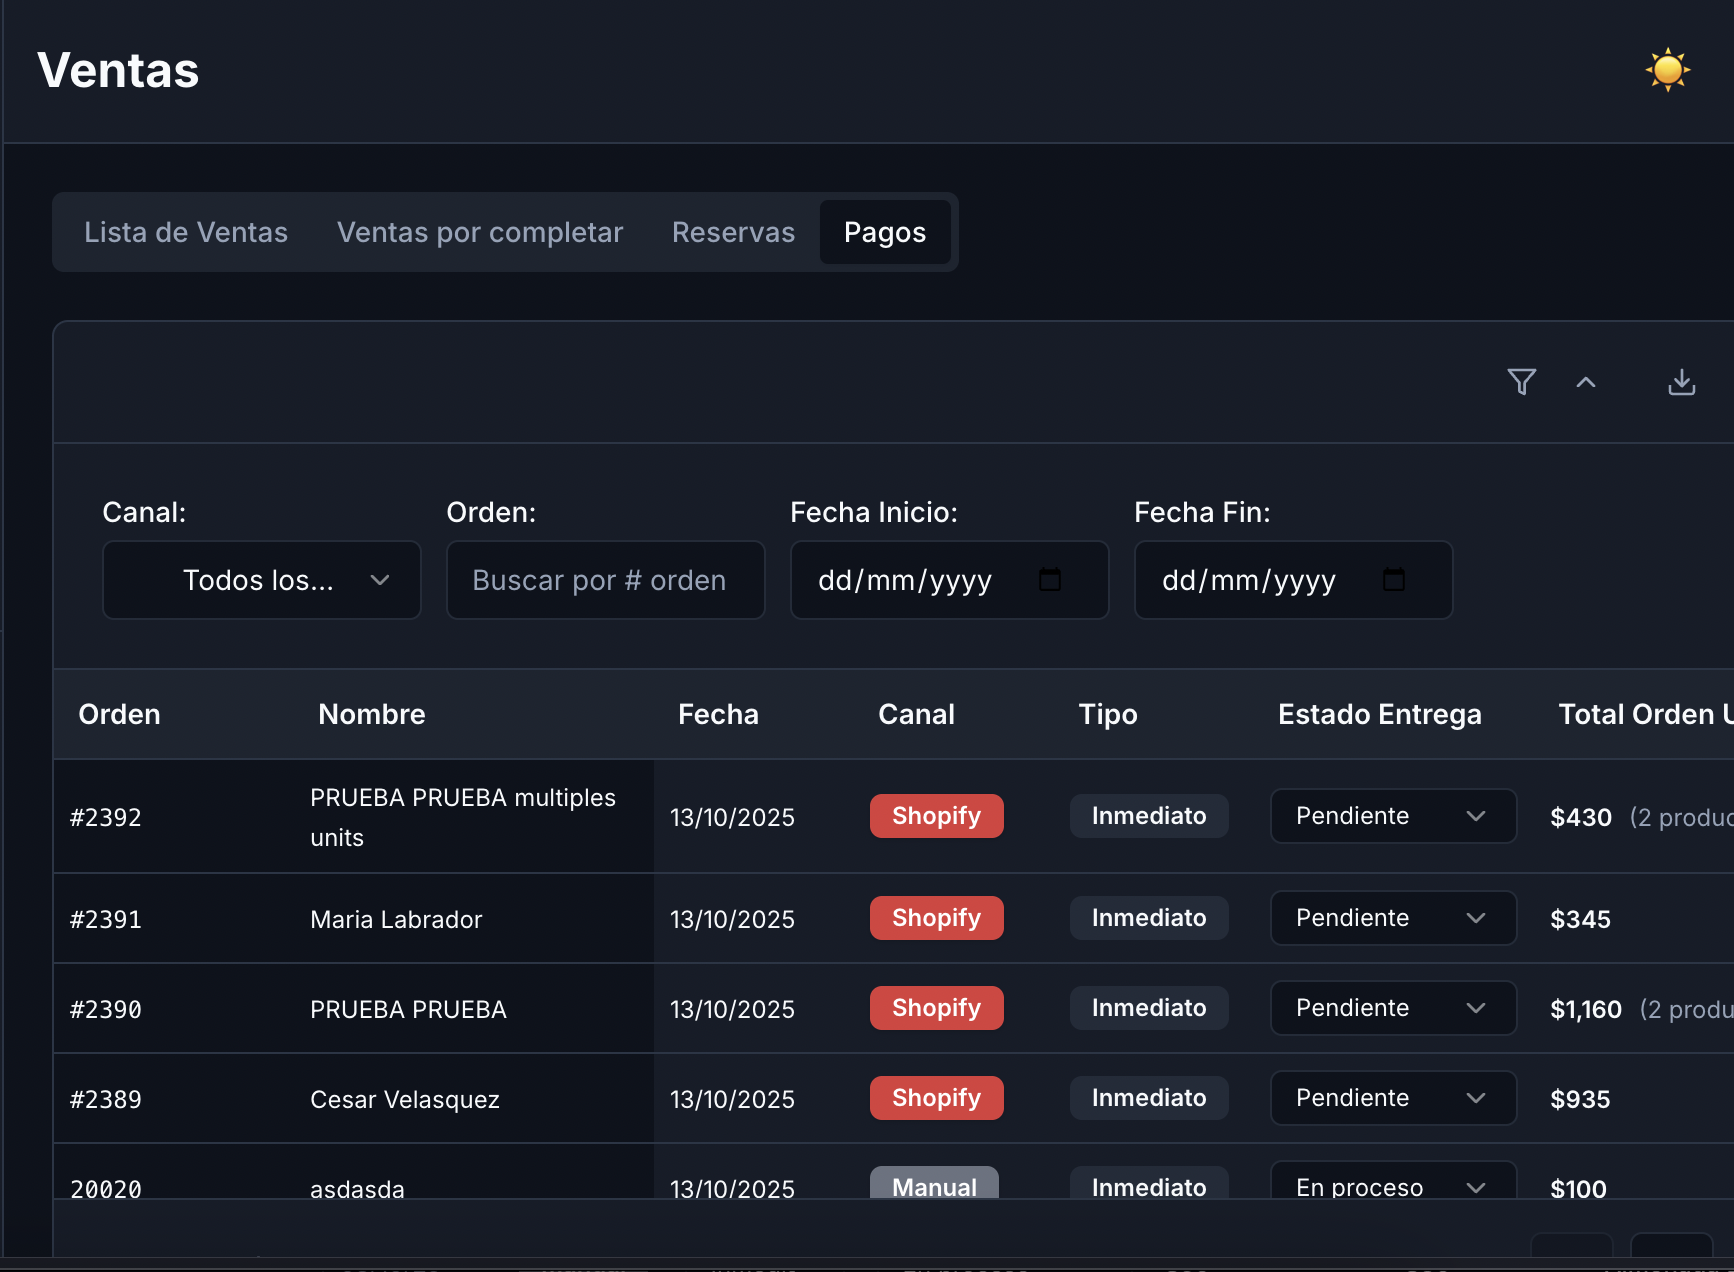 Ventas
Lista de Ventas Ventas por completar Reservas Pagos
Canal: Orden: Fecha Inicio: Fecha Fin:
Todos los... Buscar por # orden dd/mm/yyyy dd/mm/yyyy
Orden Nombre Fecha Canal Tipo Estado Entrega Total Orden
#2392 PRUEBA PRUEBA multiples 13/10/2025 Shopify Inmediato Pendiente $430 (2 produc
units
#2391 Maria Labrador 13/10/2025 Shopify Inmediato Pendiente $345
#2390 PRUEBA PRUEBA 13/10/2025 Shopify Inmediato Pendiente $1,160 (2 produ
#2389 Cesar Velasquez 13/10/2025 Shopify Inmediato Pendiente $935
20020 asdasda 13/10/2025 Manual Inmediato En proceso $100